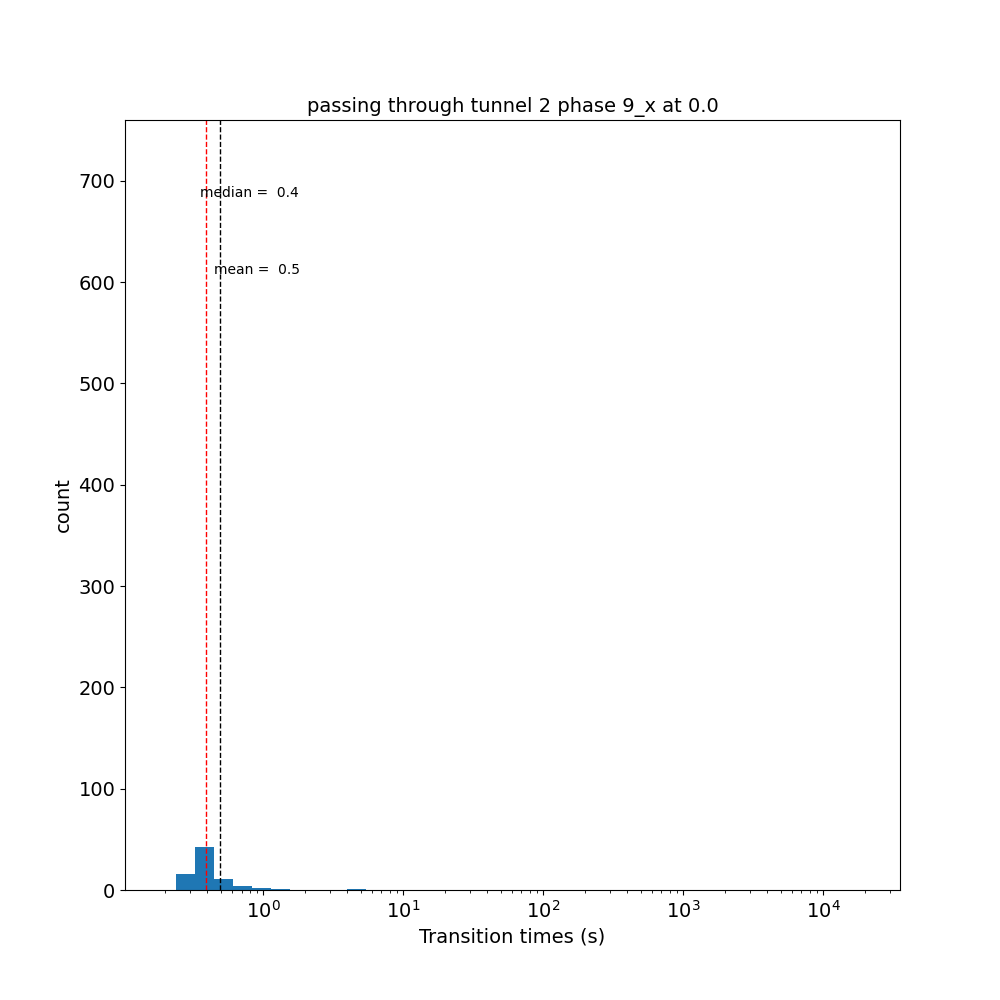 passing through tunnel 2 phase 9_x at 0.0
700
median =  0.4
mean =  0.5
600
500
count
400
300
200
100
0
10⁰ 10¹ 10² 10³ 10⁴
Transition times (s)